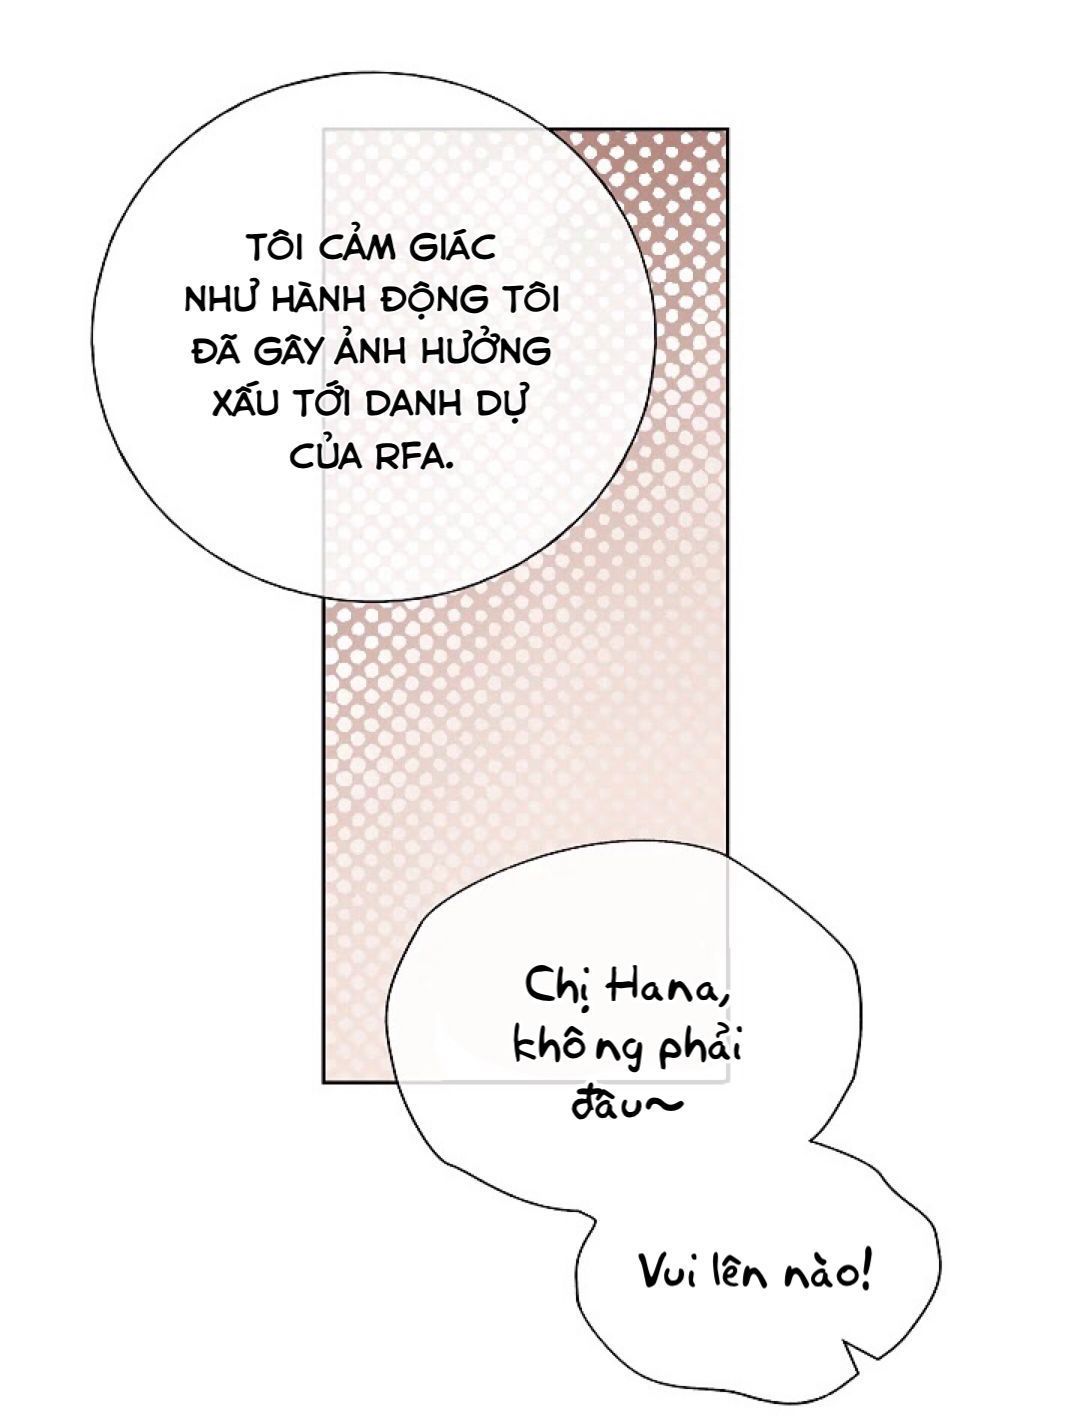 TÔI CẢM GIÁC
NHƯ HÀNH ĐỘNG TÔI
ĐÃ GÂY ẢNH HƯỞNG
XẤU TỚI DANH DỰ
CỦA RFA.
Chị Hana,
không phải
đâu~
Vui lên nào!